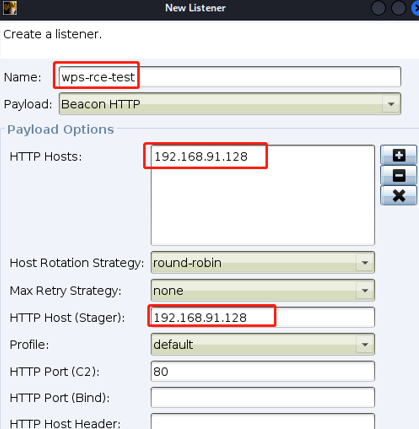 New Listener
Create a listener.
Name: wps-rce-test
Payload: Beacon HTTP
Payload Options
HTTP Hosts: 192.168.91.128
Host Rotation Strategy: round-robin
Max Retry Strategy: none
HTTP Host (Stager): 192.168.91.128
Profile: default
HTTP Port (C2): 80
HTTP Port (Bind):
HTTP Host Header: